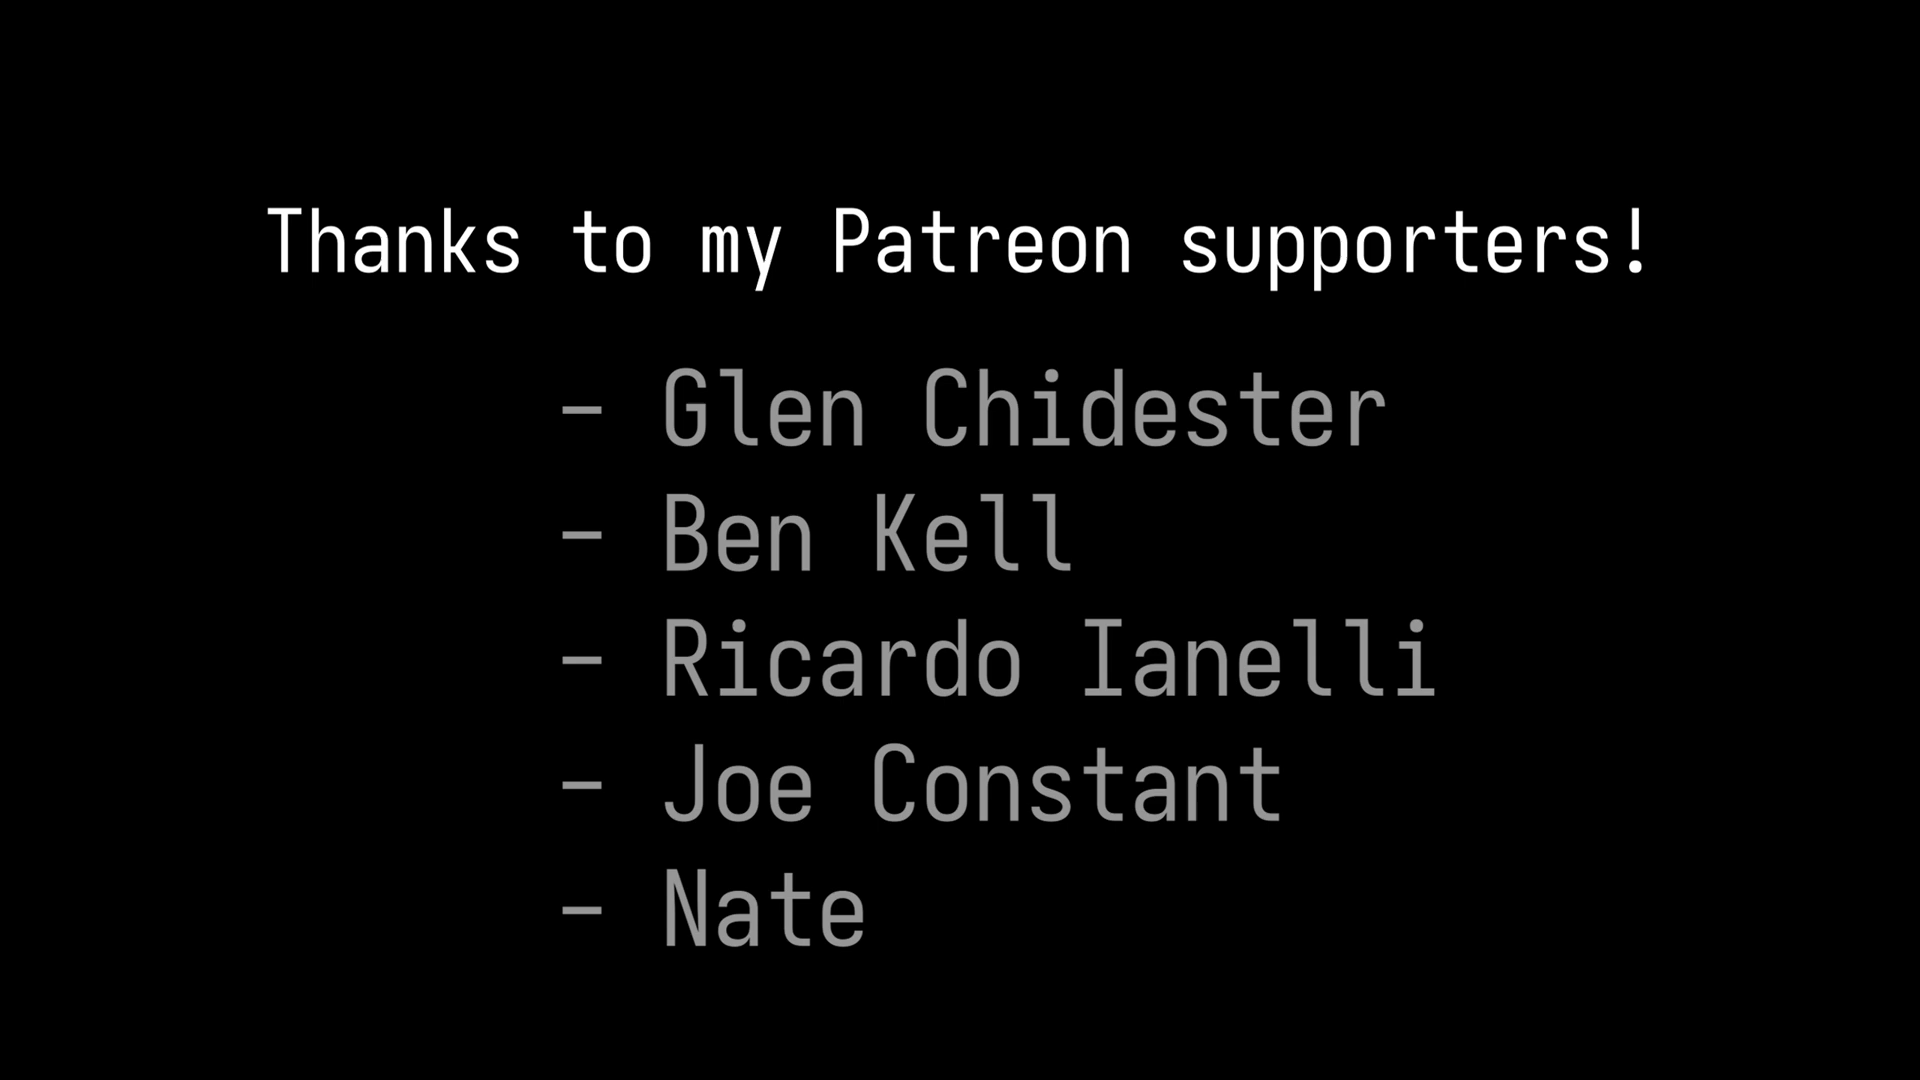 Thanks to my Patreon supporters!
- Glen Chidester
- Ben Kell
- Ricardo Ianelli
- Joe Constant
- Nate